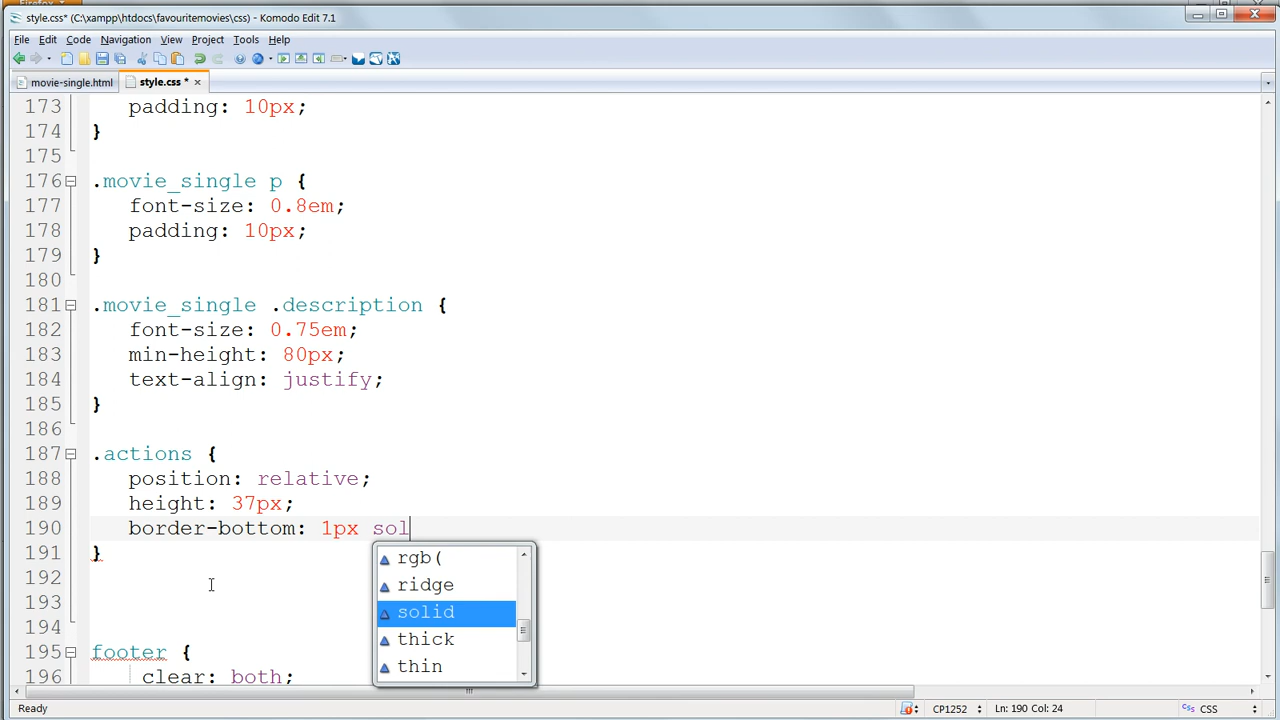 Firefox
style.css* (C:\xampp\htdocs\favouritemovies\css) - Komodo Edit 7.1
File Edit Code Navigation View Project Tools Help
movie-single.html style.css *
173 padding: 10px;
174 }
175
176 .movie_single p {
177 font-size: 0.8em;
178 padding: 10px;
179 }
180
181 .movie_single .description {
182 font-size: 0.75em;
183 min-height: 80px;
184 text-align: justify;
185 }
186
187 .actions {
188 position: relative;
189 height: 37px;
190 border-bottom: 1px sol
191 }
rgb(
192
ridge
193
solid
194
thick
195 footer {
thin
196 clear: both;
Ready CP1252 Ln: 190 Col: 24 CSS